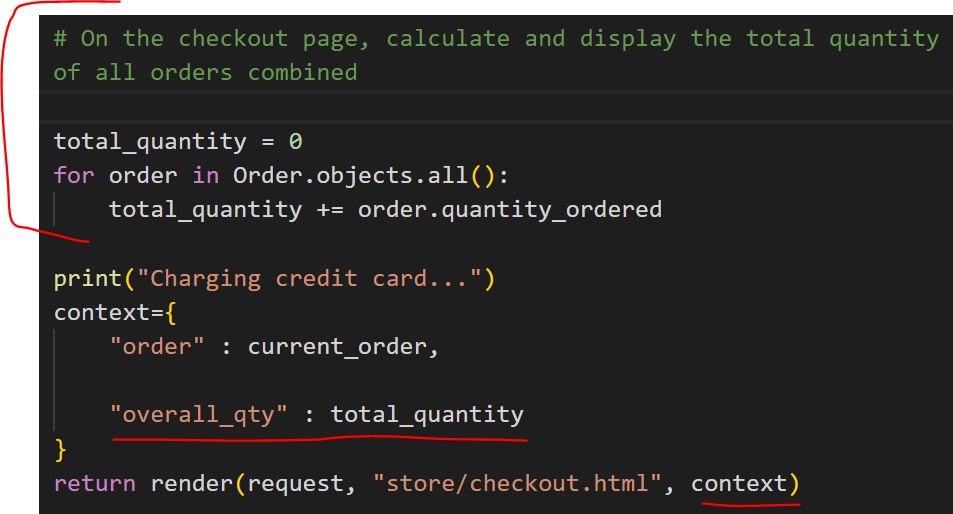 # On the checkout page, calculate and display the total quantity
of all orders combined
total_quantity = 0
for order in Order.objects.all():
    total_quantity += order.quantity_ordered
print("Charging credit card...")
context={
    "order" : current_order,
    "overall_qty" : total_quantity
}
return render(request, "store/checkout.html", context)